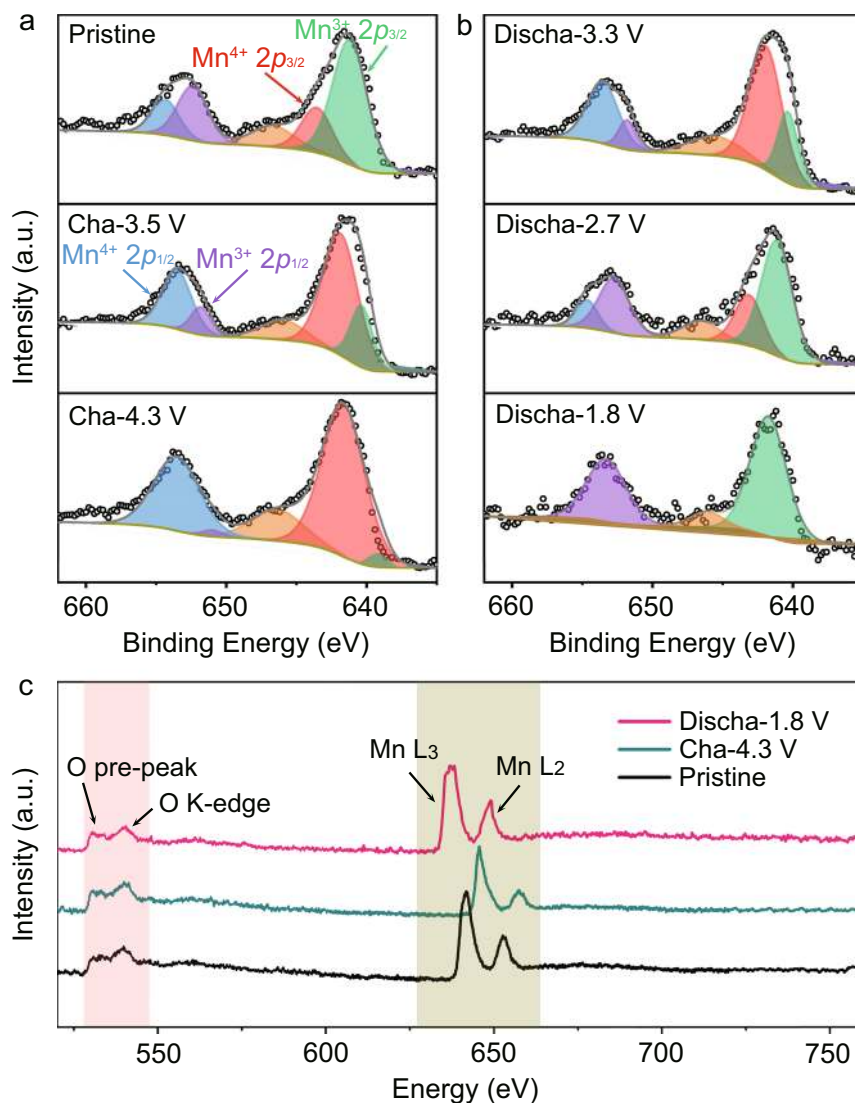 a
Pristine
Mn³⁺ 2p₃/₂
Mn⁴⁺ 2p₃/₂
Cha-3.5 V
Mn⁴⁺ 2p₁/₂
Mn³⁺ 2p₁/₂
Cha-4.3 V
Intensity (a.u.)
660 650 640
Binding Energy (eV)
b
Discha-3.3 V
Discha-2.7 V
Discha-1.8 V
660 650 640
Binding Energy (eV)
c
Discha-1.8 V
Cha-4.3 V
Pristine
Mn L₃
Mn L₂
O pre-peak
O K-edge
Intensity (a.u.)
550 600 650 700 750
Energy (eV)